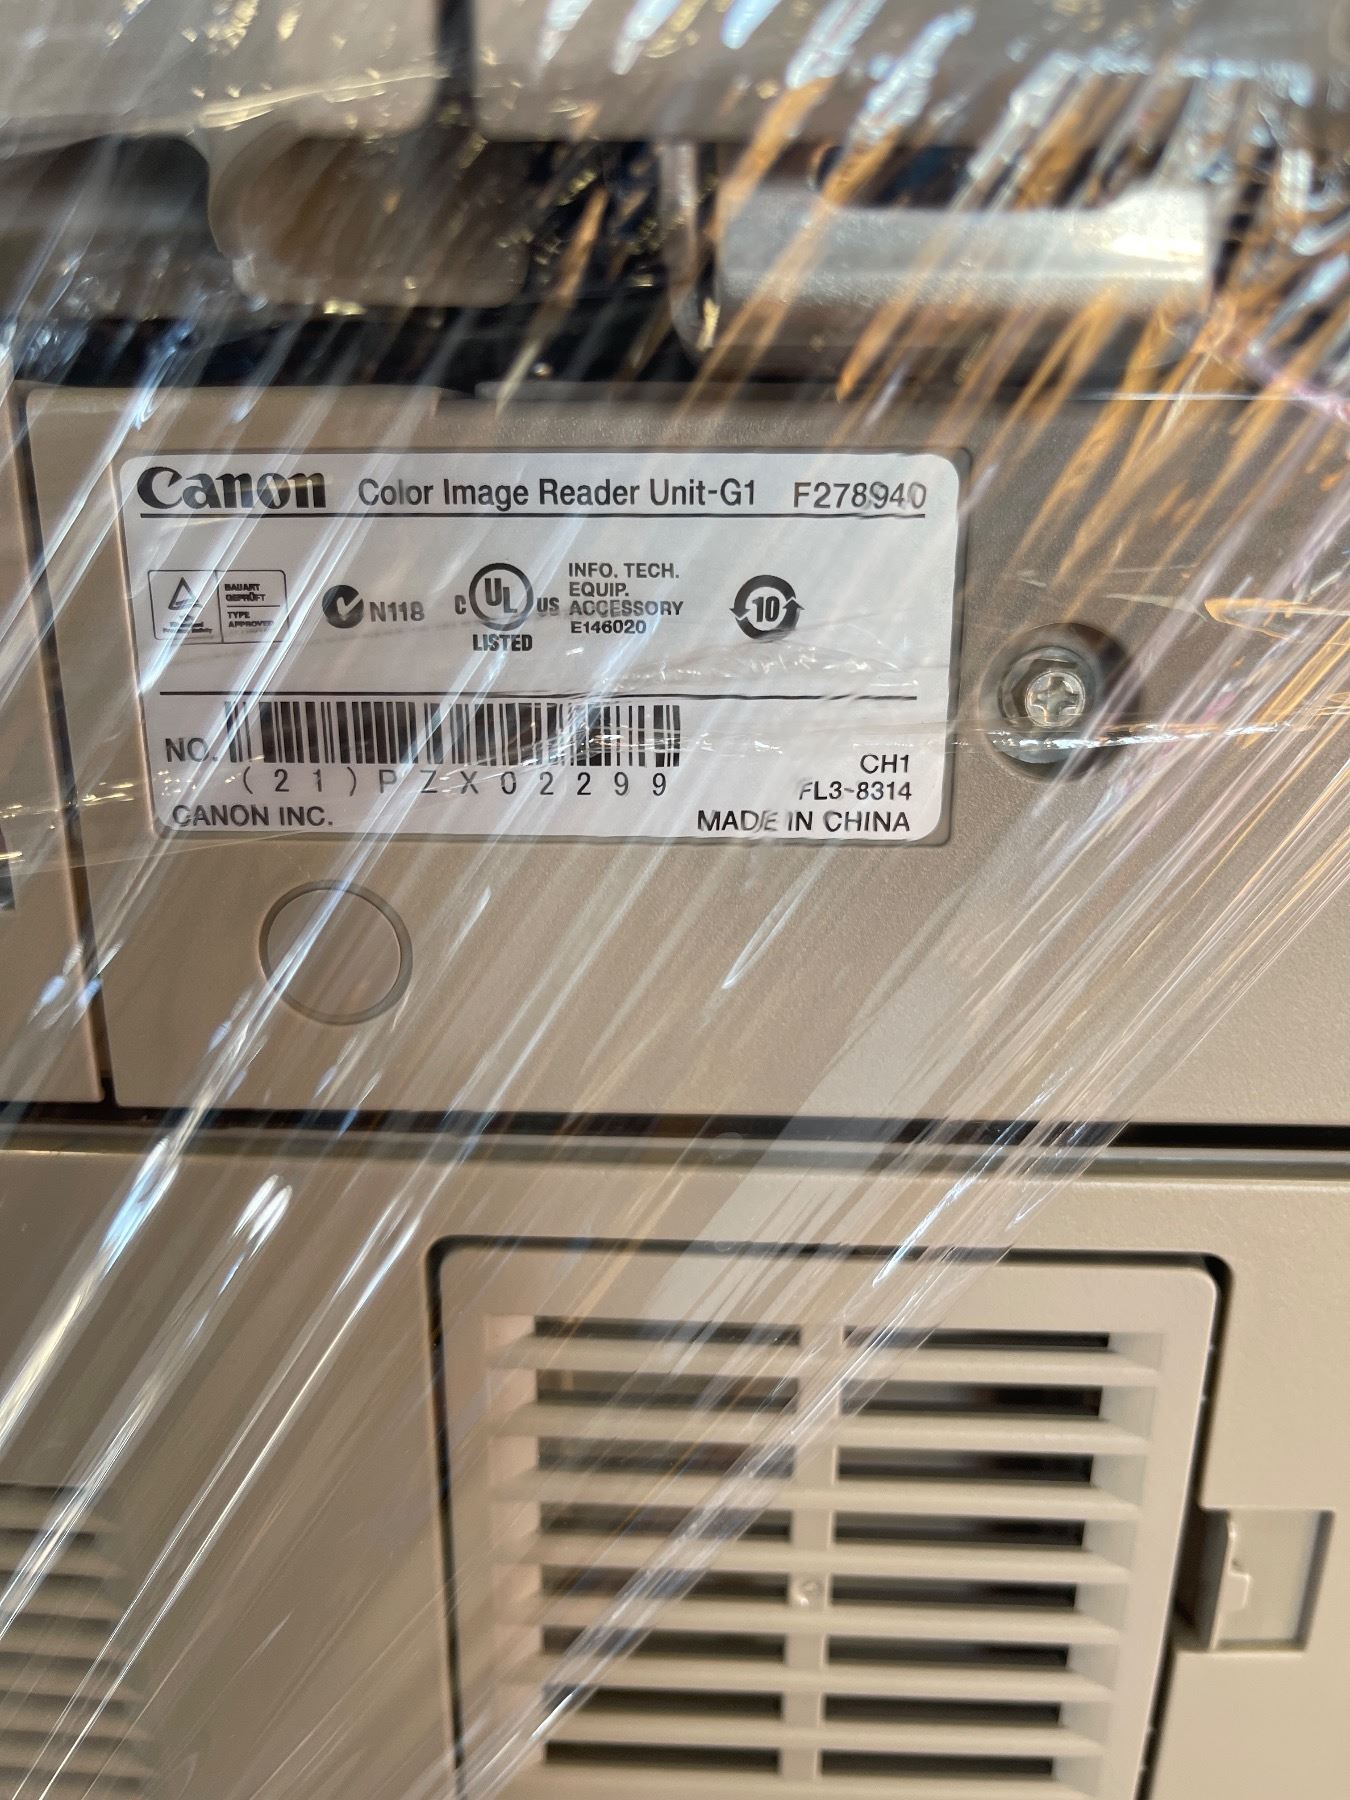 Canon Color Image Reader Unit-G1 F278940
BAUART
GEPRÜFT
TYPE
APPROVED
N118
C UL US
LISTED
INFO. TECH.
EQUIP.
ACCESSORY
E146020
10
NO.
(21)PZX02299
CANON INC.
CH1
FL3-8314
MADE IN CHINA